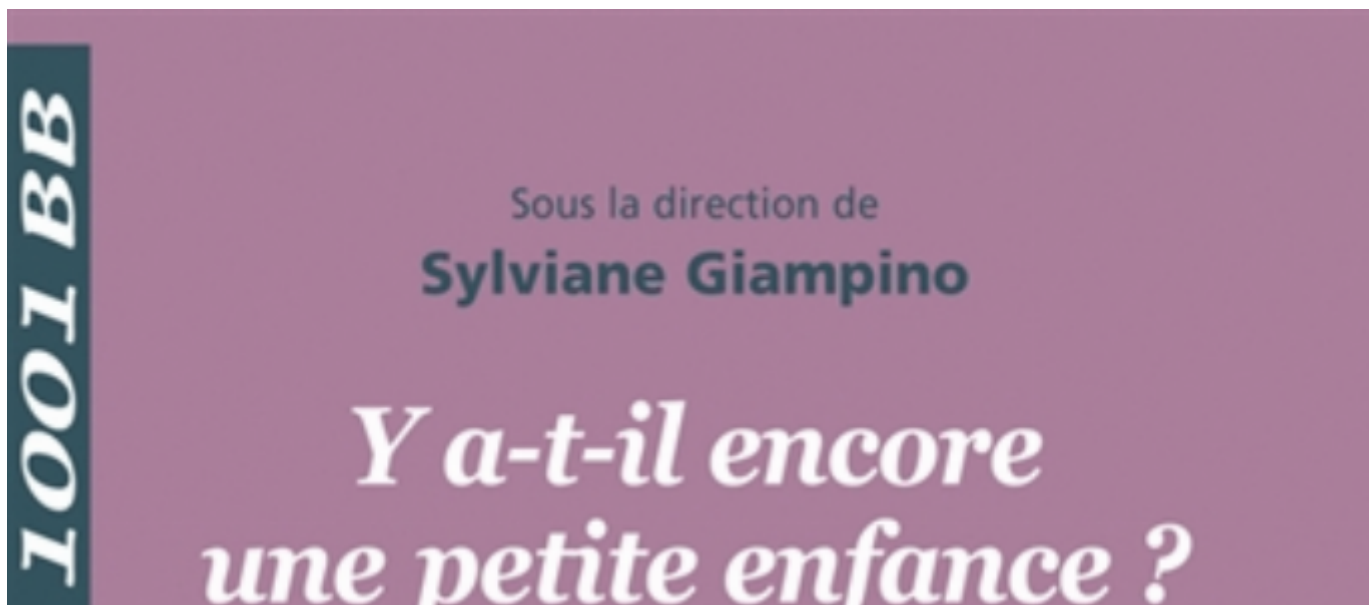 1001 BB
Sous la direction de
Sylviane Giampino
Y a-t-il encore
une petite enfance ?